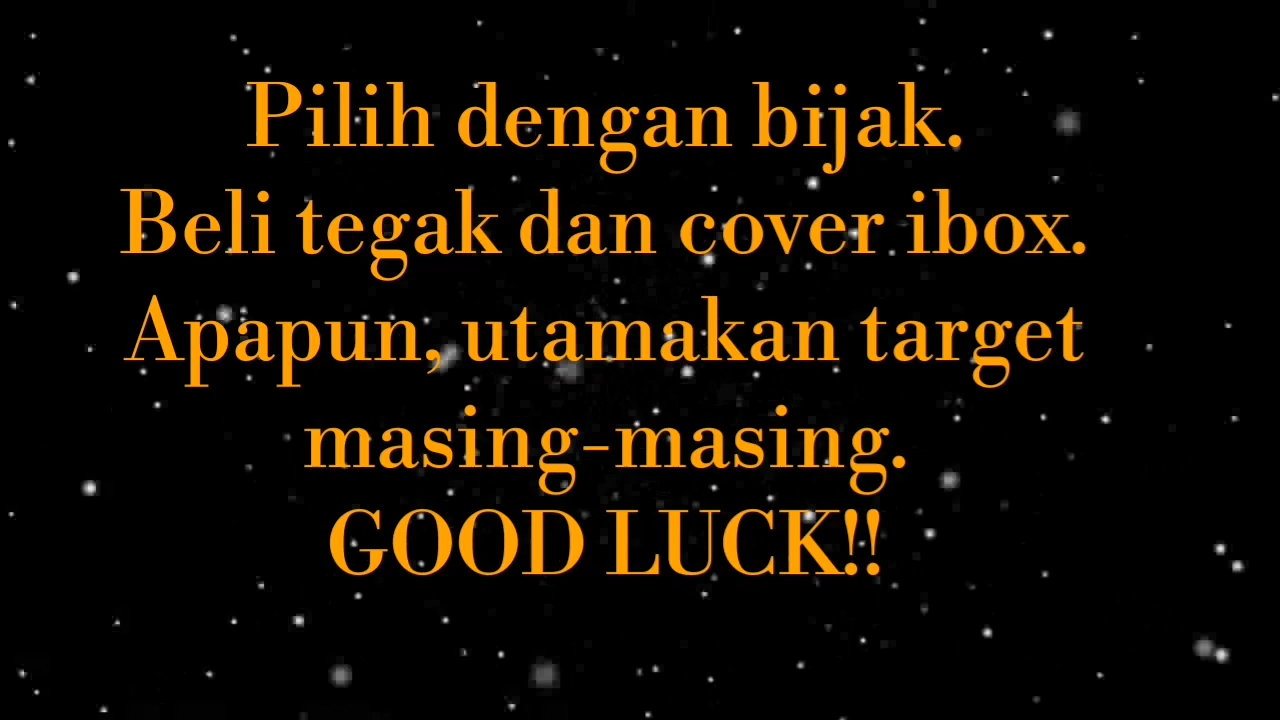 Pilih dengan bijak.
Beli tegak dan cover ibox.
Apapun, utamakan target
masing-masing.
GOOD LUCK!!